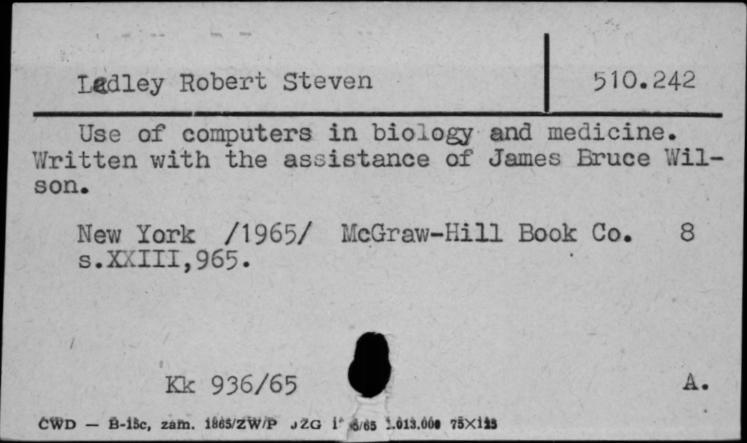 Ledley Robert Steven 510.242
Use of computers in biology and medicine.
Written with the assistance of James Bruce Wil-
son.
New York /1965/ McGraw-Hill Book Co. 8
s.XXIII,965.
Kk 936/65 A.
CWD — B-15c, zam. 1865/ZW/P 75×125